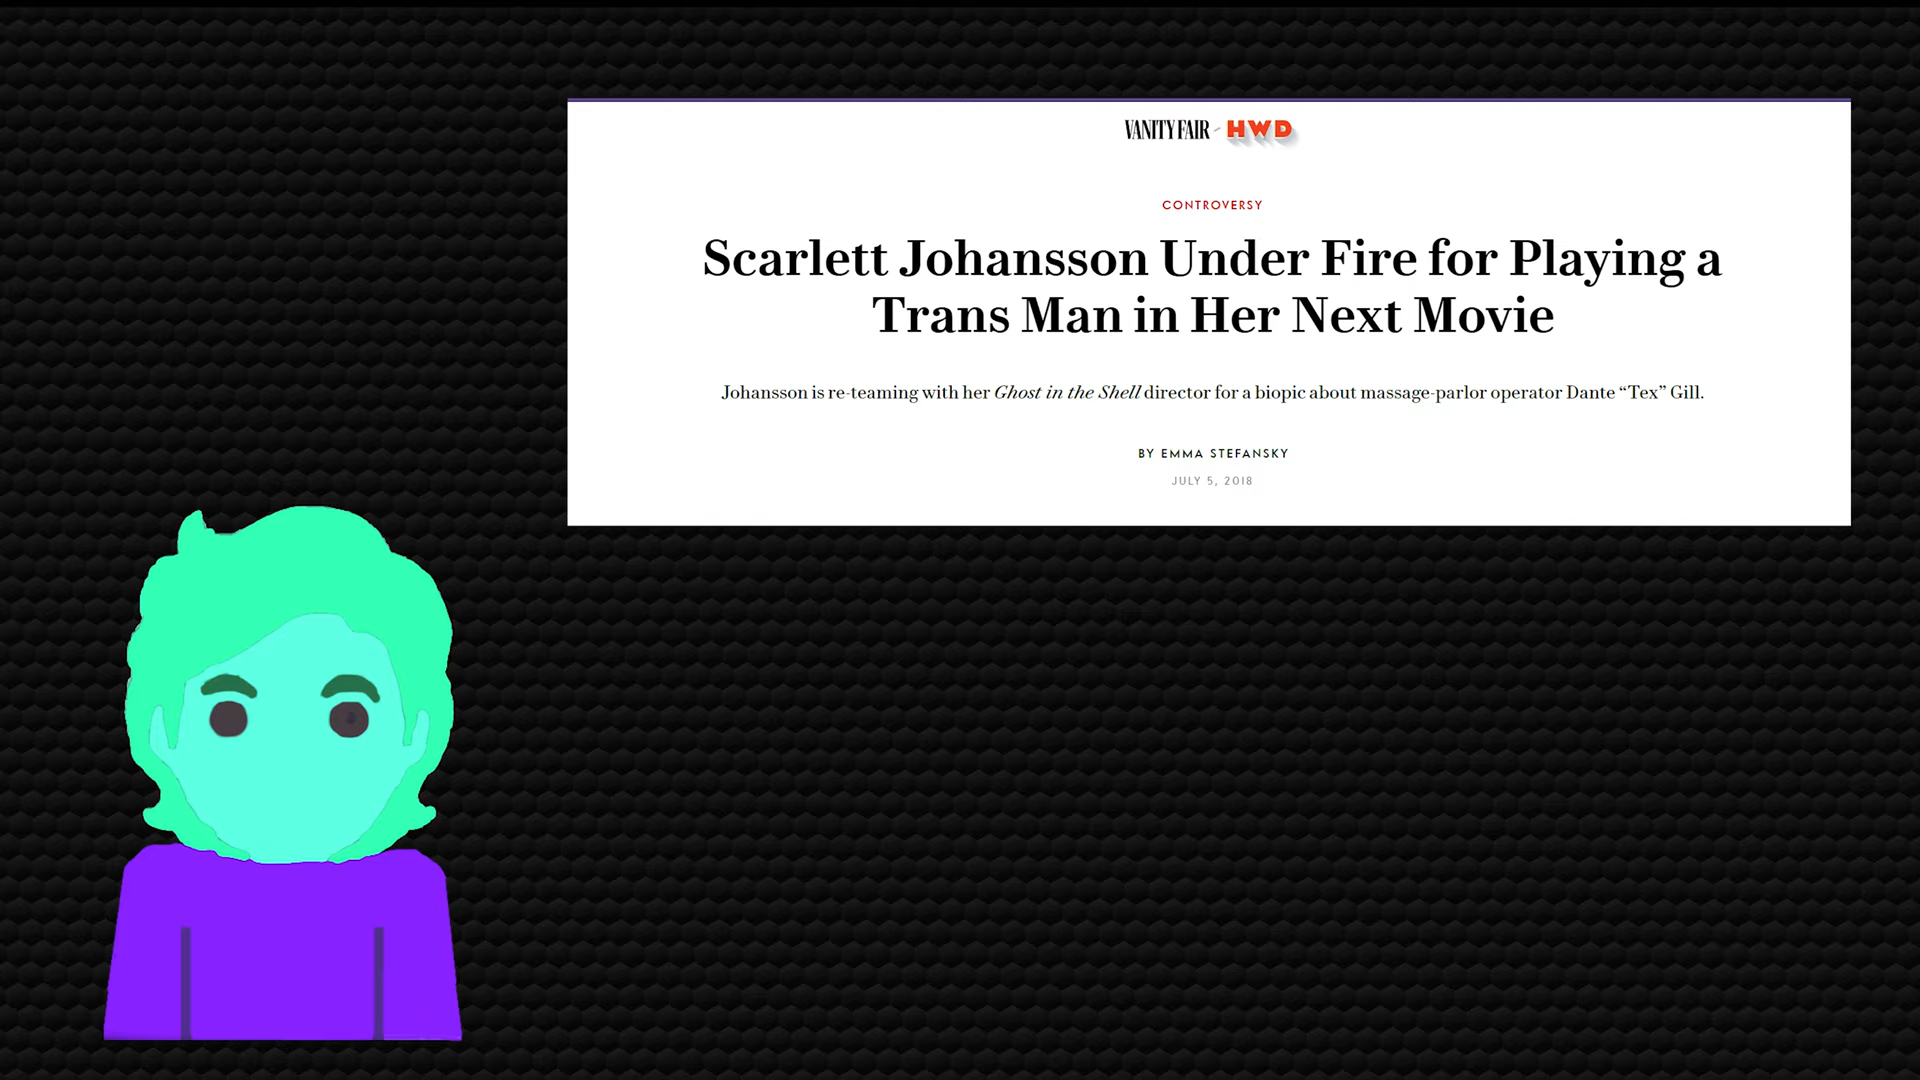 VANITY FAIR - HWD
CONTROVERSY
Scarlett Johansson Under Fire for Playing a
Trans Man in Her Next Movie
Johansson is re-teaming with her Ghost in the Shell director for a biopic about massage-parlor operator Dante “Tex” Gill.
BY EMMA STEFANSKY
JULY 5, 2018